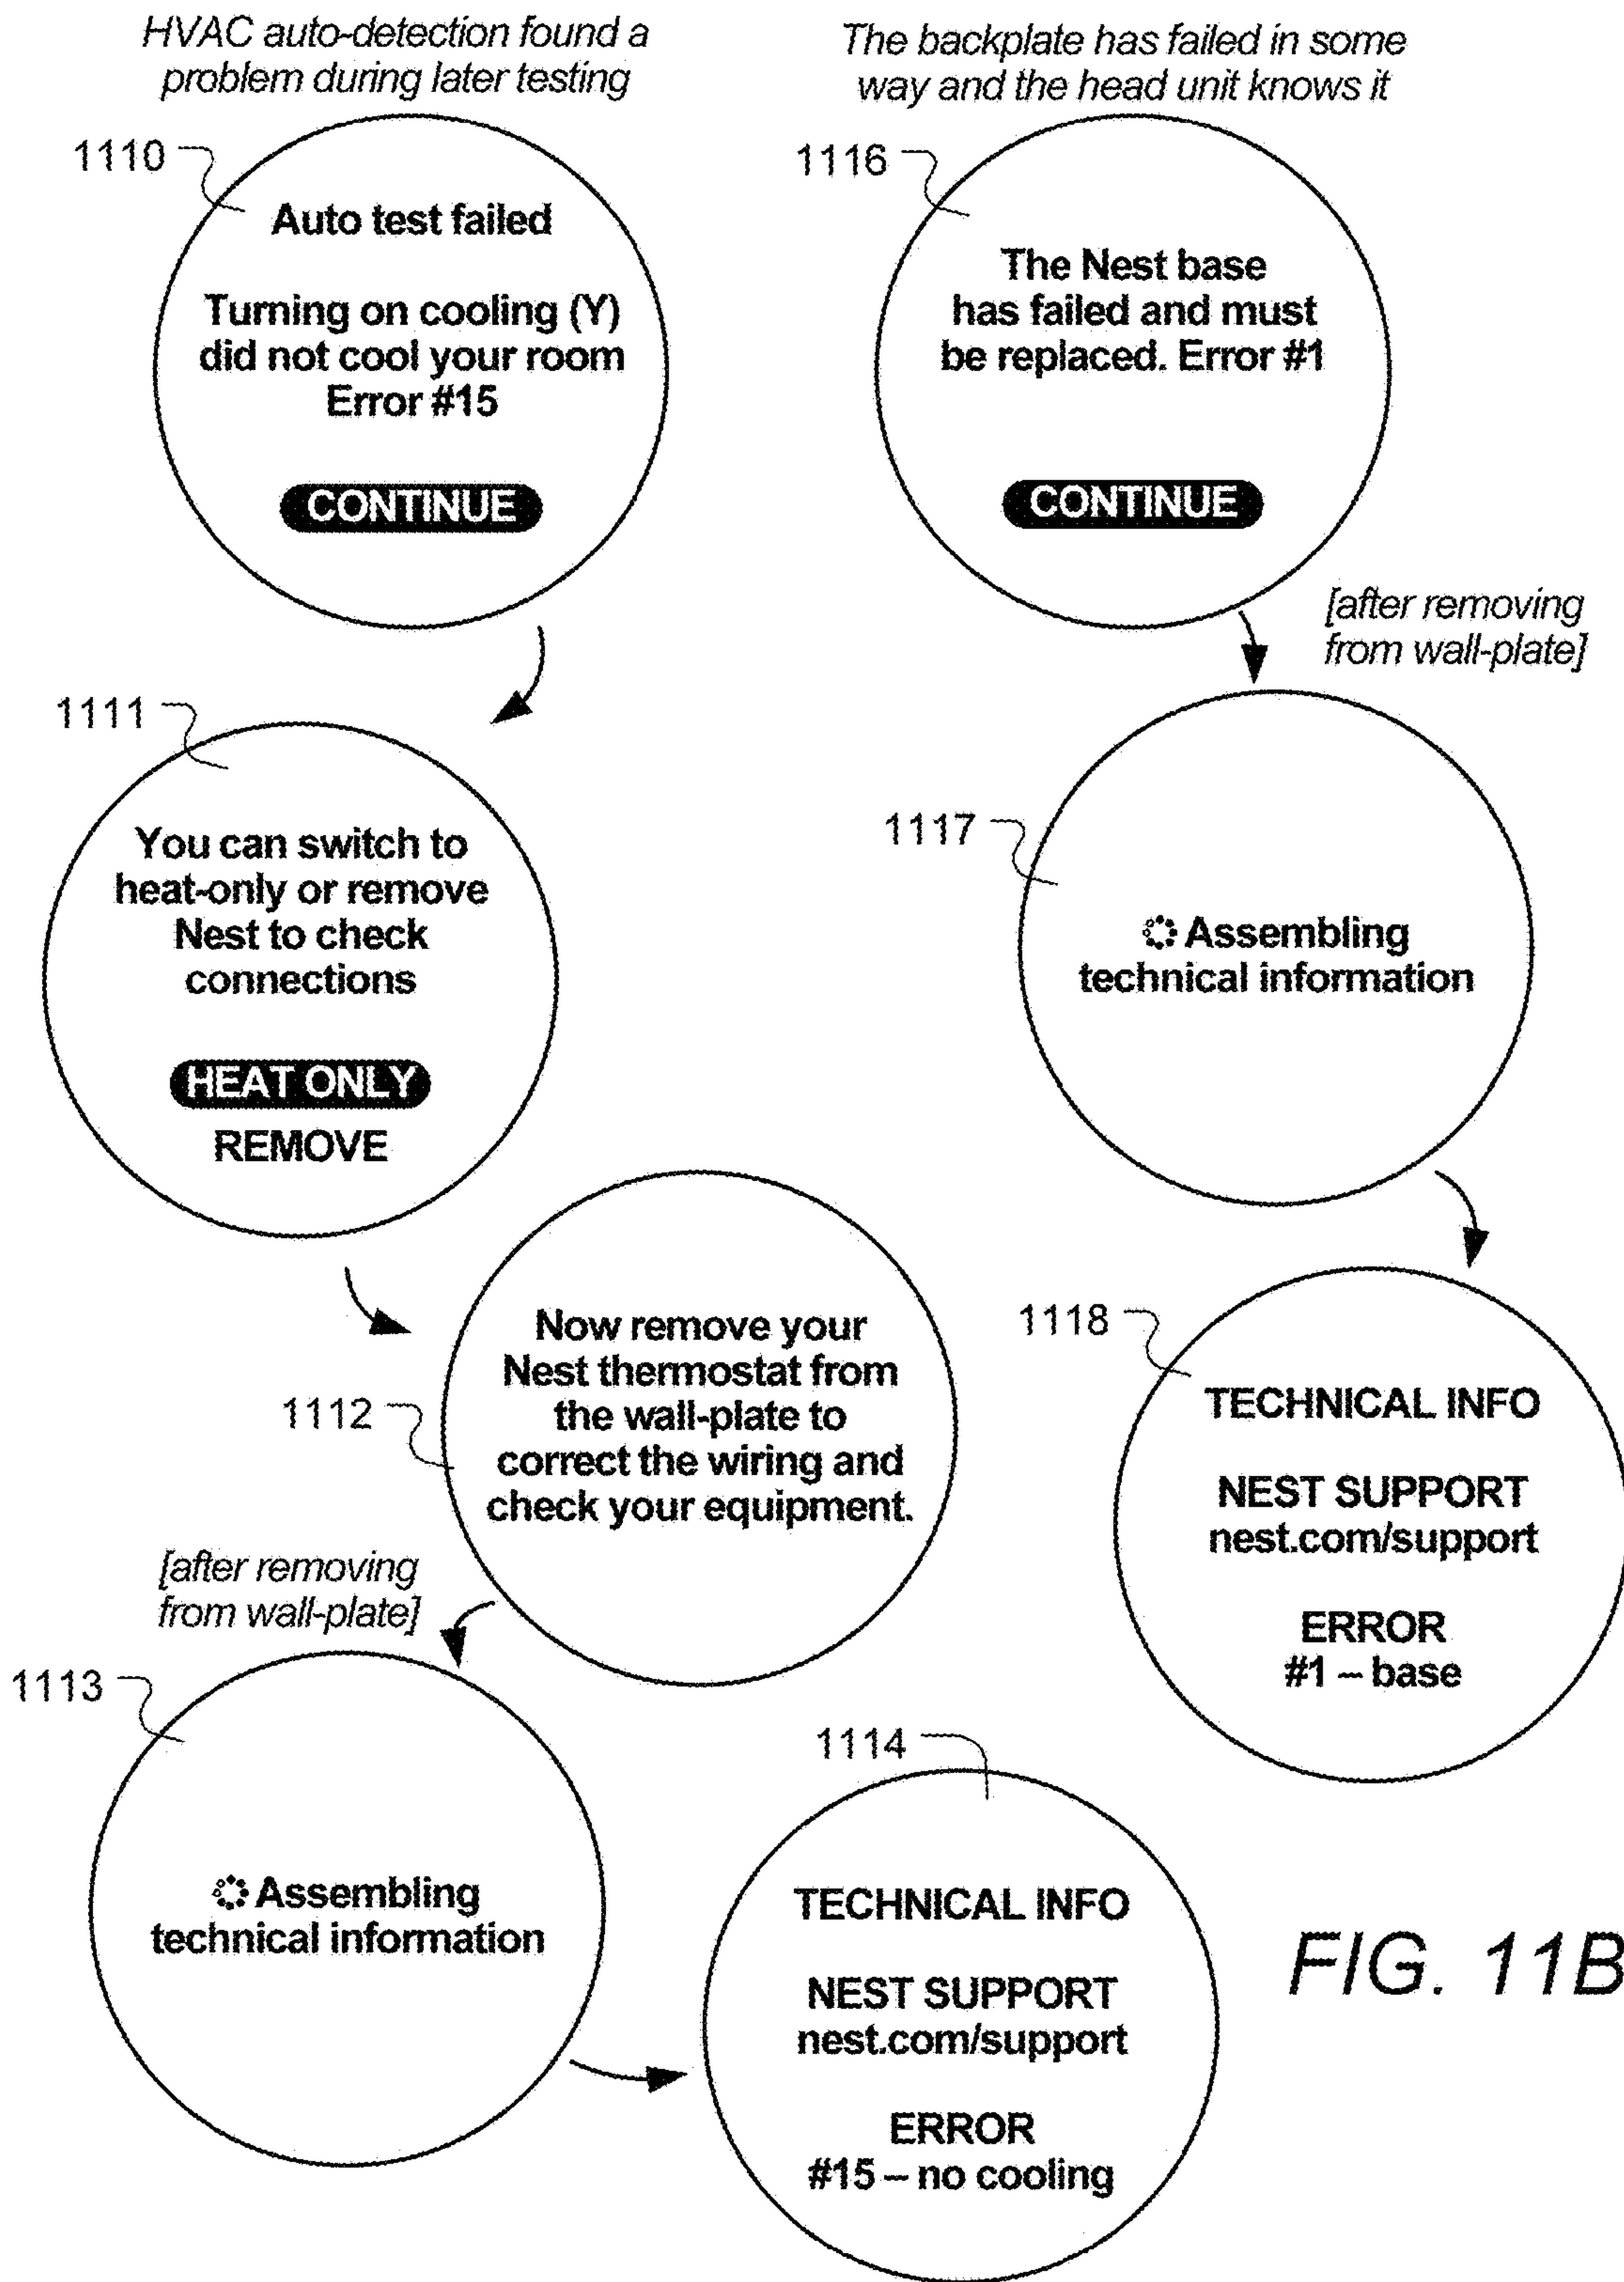 HVAC auto-detection found a
problem during later testing
1110
Auto test failed
Turning on cooling (Y)
did not cool your room
Error #15
CONTINUE
1111
You can switch to
heat-only or remove
Nest to check
connections
HEAT ONLY
REMOVE
1112
Now remove your
Nest thermostat from
the wall-plate to
correct the wiring and
check your equipment.
[after removing
from wall-plate]
1113
Assembling
technical information
1114
TECHNICAL INFO
NEST SUPPORT
nest.com/support
ERROR
#15 – no cooling
The backplate has failed in some
way and the head unit knows it
1116
The Nest base
has failed and must
be replaced. Error #1
CONTINUE
[after removing
from wall-plate]
1117
Assembling
technical information
1118
TECHNICAL INFO
NEST SUPPORT
nest.com/support
ERROR
#1 – base
FIG. 11B